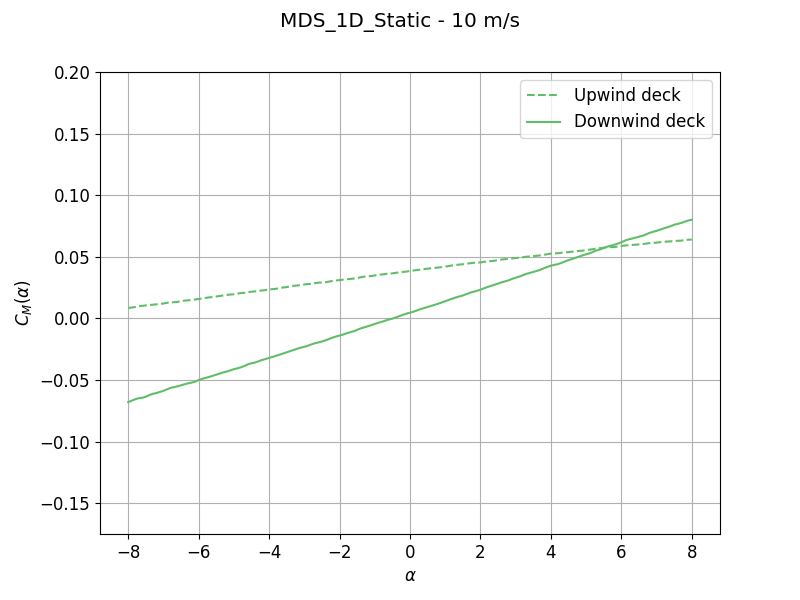 MDS_1D_Static - 10 m/s
0.20
0.15
0.10
0.05
0.00
−0.05
−0.10
−0.15
C_M(α)
Upwind deck
Downwind deck
−8 −6 −4 −2 0 2 4 6 8
α